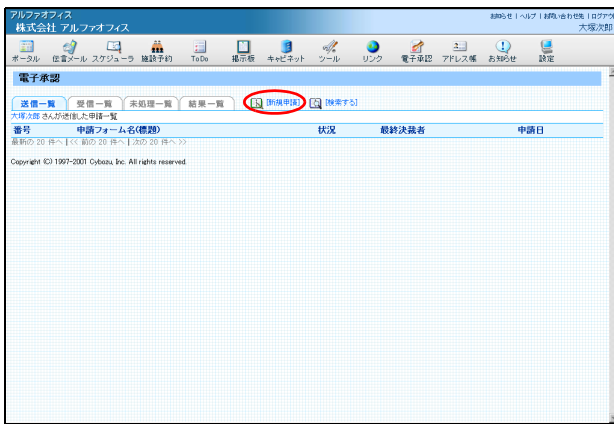 アルファオフィス
お知らせ | ヘルプ | お問い合わせ先 | ログアウ
株式会社 アルファオフィス
大塚次郎
ポータル 伝言メール スケジューラ 施設予約 ToDo 掲示板 キャビネット ツール リンク 電子承認 アドレス帳 お知らせ 設定
電子承認
送信一覧 受信一覧 未処理一覧 結果一覧 [新規申請] [検索する]
大塚次郎 さんが送信した申請一覧
番号 申請フォーム名(標題) 状況 最終決裁者 申請日
最新の 20 件へ | << 前の 20 件へ | 次の 20 件へ >>
Copyright (C) 1997-2001 Cybozu, Inc. All rights reserved.